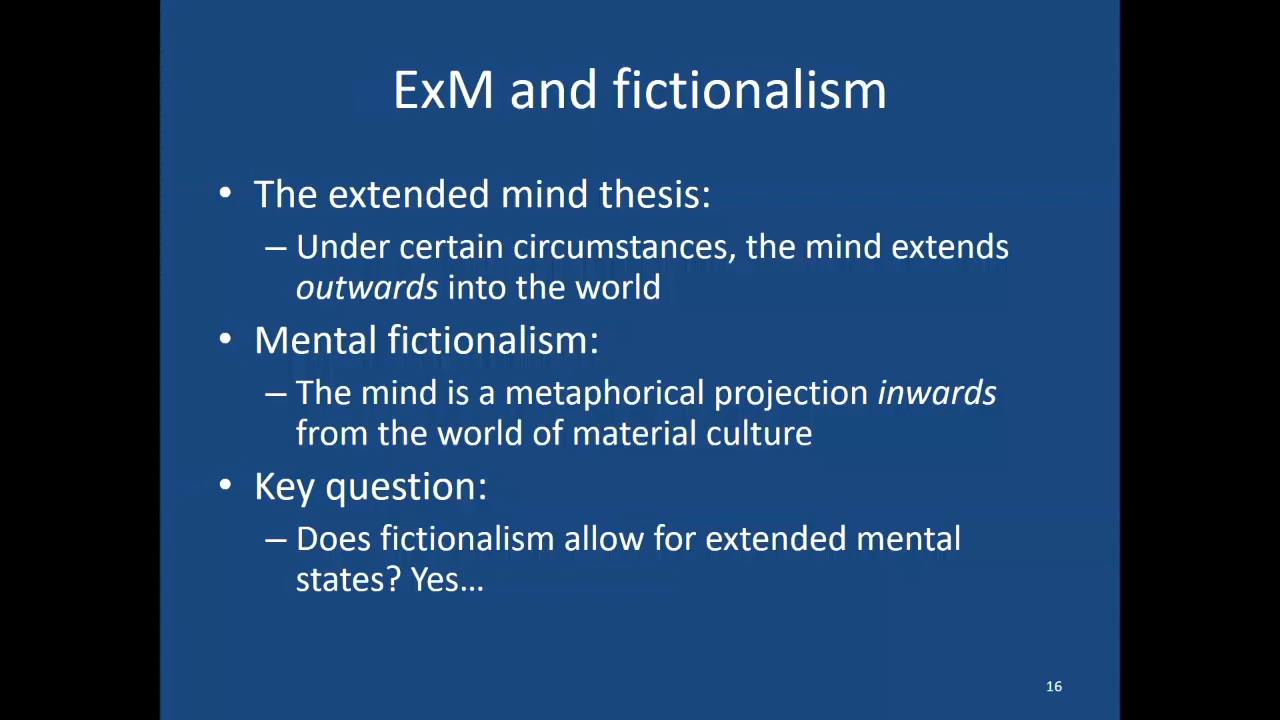 ExM and fictionalism
• The extended mind thesis:
– Under certain circumstances, the mind extends
outwards into the world
• Mental fictionalism:
– The mind is a metaphorical projection inwards
from the world of material culture
• Key question:
– Does fictionalism allow for extended mental
states? Yes…
16